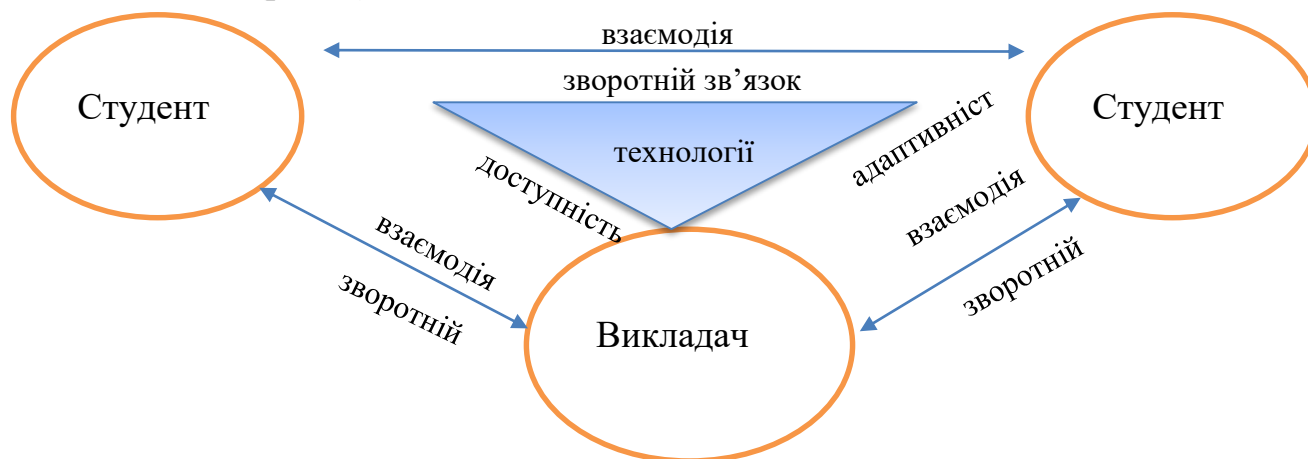 взаємодія
зворотній зв’язок
Студент
Студент
технології
адаптивніст
доступність
взаємодія
взаємодія
зворотній
зворотній
Викладач